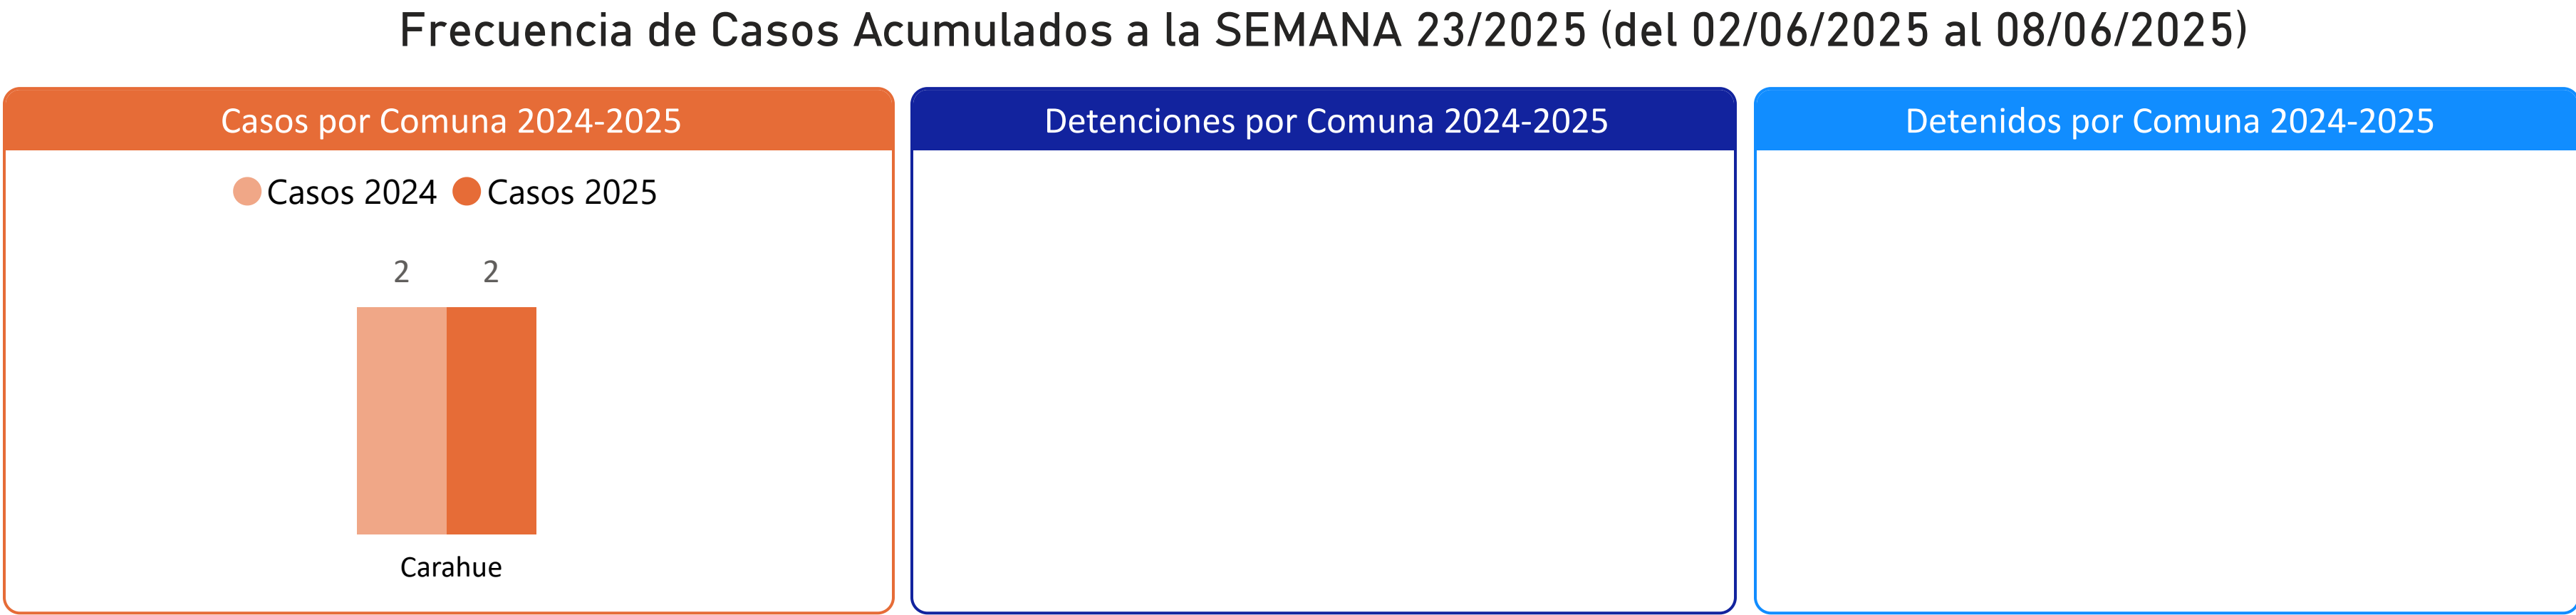 Frecuencia de Casos Acumulados a la SEMANA 23/2025 (del 02/06/2025 al 08/06/2025)
Casos por Comuna 2024-2025
Casos 2024 Casos 2025
2 2
Carahue
Detenciones por Comuna 2024-2025
Detenidos por Comuna 2024-2025